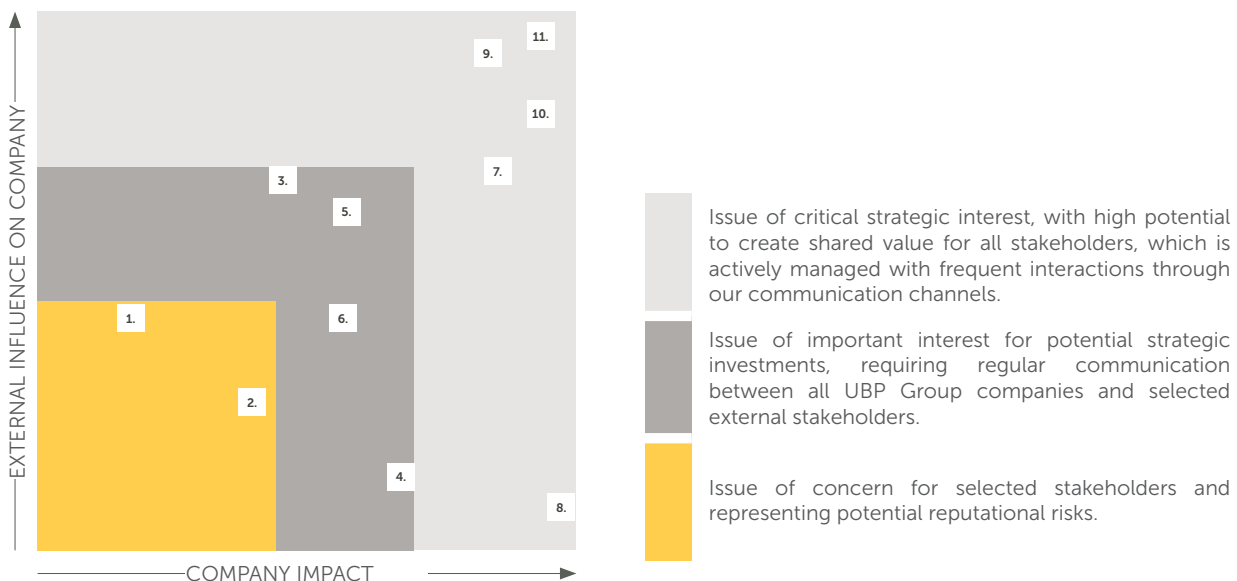 EXTERNAL INFLUENCE ON COMPANY
11.
9.
10.
7.
3.
5.
1.
6.
2.
4.
8.
COMPANY IMPACT
Issue of critical strategic interest, with high potential
to create shared value for all stakeholders, which is
actively managed with frequent interactions through
our communication channels.
Issue of important interest for potential strategic
investments, requiring regular communication
between all UBP Group companies and selected
external stakeholders.
Issue of concern for selected stakeholders and
representing potential reputational risks.